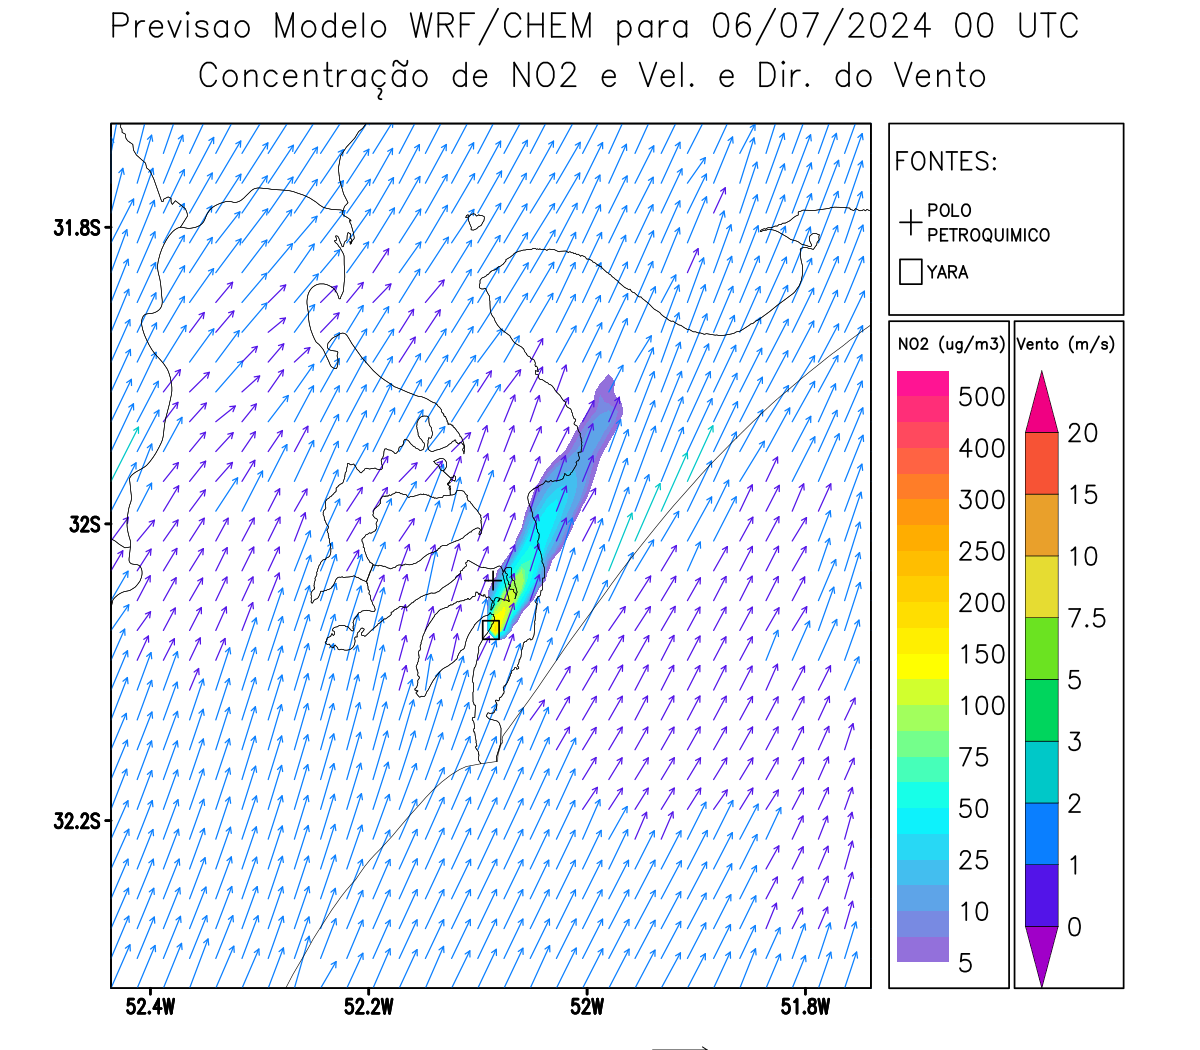 Previsao Modelo WRF/CHEM para 06/07/2024 00 UTC
Concentração de NO2 e Vel. e Dir. do Vento
FONTES:
POLO
PETROQUIMICO
YARA
31.8S
32S
32.2S
52.4W
52.2W
52W
51.8W
NO2 (ug/m3)
500
400
300
250
200
150
100
75
50
25
10
5
Vento (m/s)
20
15
10
7.5
5
3
2
1
0